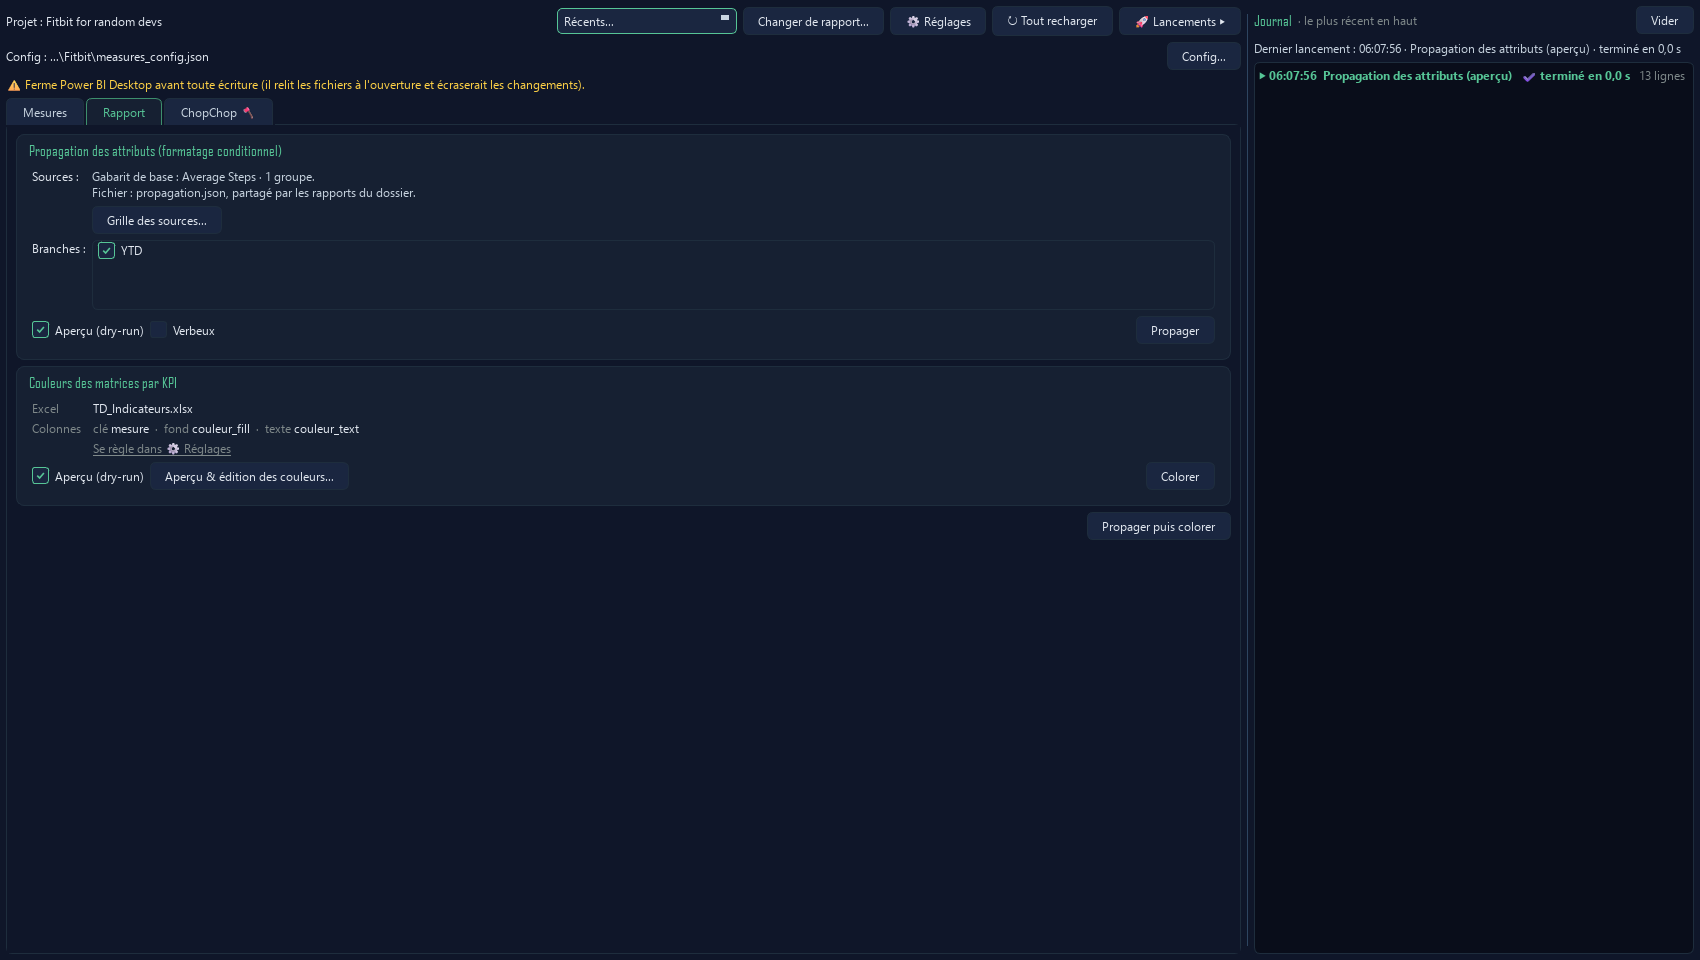 Projet : Fitbit for random devs
Récents...
Changer de rapport...
Réglages
Tout recharger
Lancements
Config : ...\Fitbit\measures_config.json
Config...
Ferme Power BI Desktop avant toute écriture (il relit les fichiers à l'ouverture et écraserait les changements).
Mesures
Rapport
ChopChop
Propagation des attributs (formatage conditionnel)
Sources : Gabarit de base : Average Steps · 1 groupe.
Fichier : propagation.json, partagé par les rapports du dossier.
Grille des sources...
Branches : YTD
Aperçu (dry-run) Verbeux
Propager
Couleurs des matrices par KPI
Excel TD_Indicateurs.xlsx
Colonnes clé mesure · fond couleur_fill · texte couleur_text
Se règle dans Réglages
Aperçu (dry-run) Aperçu & édition des couleurs...
Colorer
Propager puis colorer
Journal · le plus récent en haut
Vider
Dernier lancement : 06:07:56 · Propagation des attributs (aperçu) · terminé en 0,0 s
06:07:56 Propagation des attributs (aperçu) terminé en 0,0 s 13 lignes